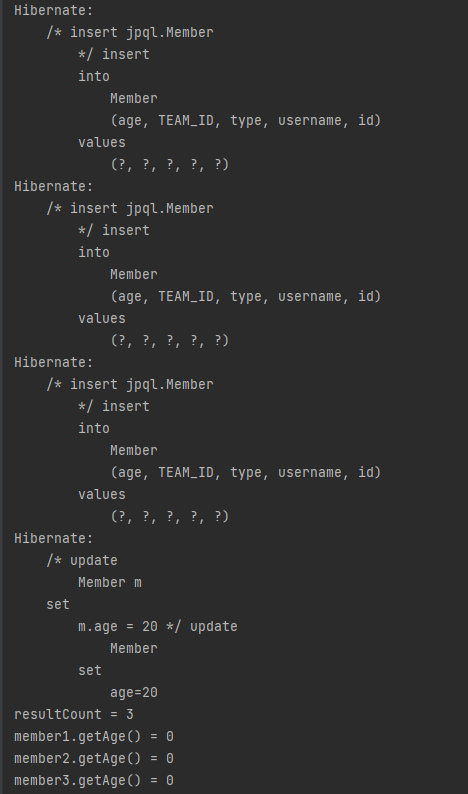 Hibernate:
    /* insert jpql.Member
        */ insert
        into
            Member
            (age, TEAM_ID, type, username, id)
        values
            (?, ?, ?, ?, ?)
Hibernate:
    /* insert jpql.Member
        */ insert
        into
            Member
            (age, TEAM_ID, type, username, id)
        values
            (?, ?, ?, ?, ?)
Hibernate:
    /* insert jpql.Member
        */ insert
        into
            Member
            (age, TEAM_ID, type, username, id)
        values
            (?, ?, ?, ?, ?)
Hibernate:
    /* update
        Member m
    set
        m.age = 20 */ update
            Member
        set
            age=20
resultCount = 3
member1.getAge() = 0
member2.getAge() = 0
member3.getAge() = 0